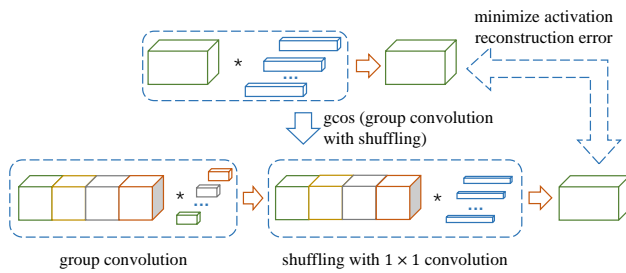 minimize activation
reconstruction error
*
...
gcos (group convolution
with shuffling)
*
...
*
...
group convolution
shuffling with 1 × 1 convolution